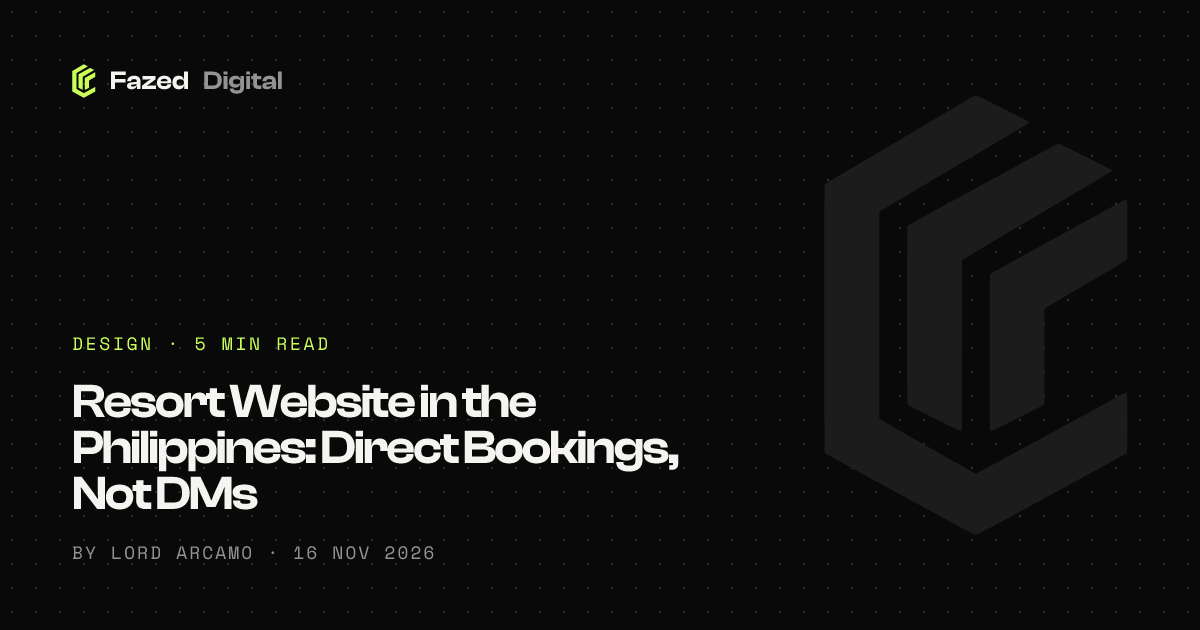 Fazed Digital
DESIGN · 5 MIN READ
Resort Website in the
Philippines: Direct Bookings,
Not DMs
BY LORD ARCAMO · 16 NOV 2026